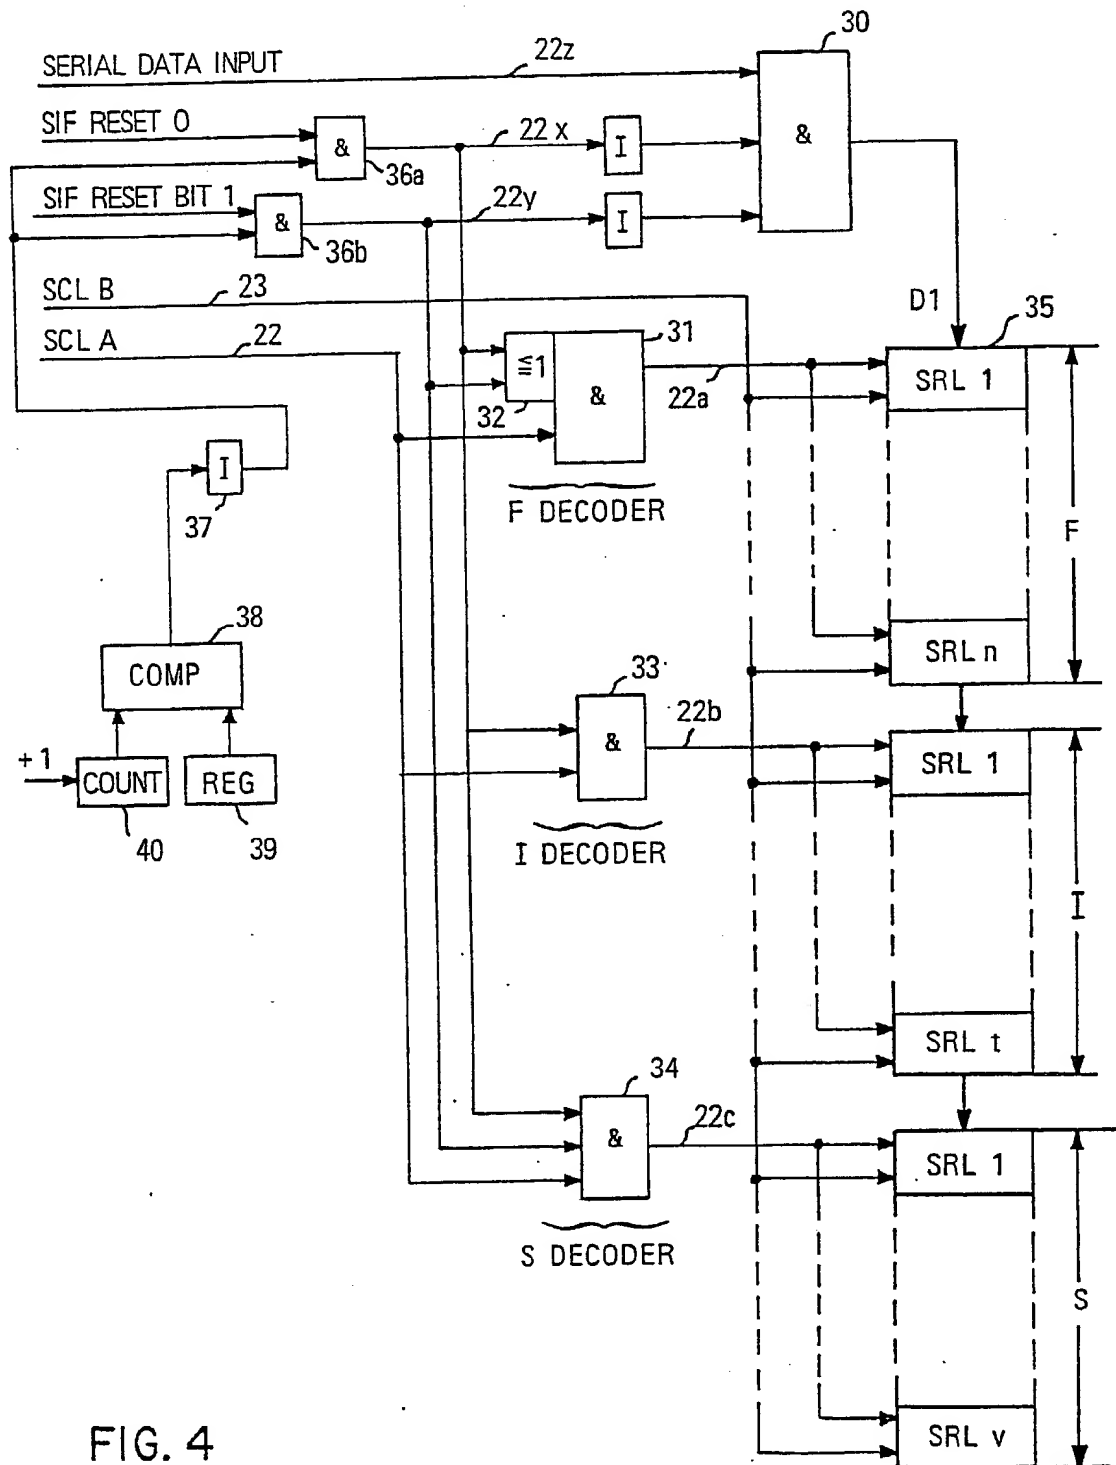 30
SERIAL DATA INPUT
22z
SIF RESET 0
&
36a
22x
I
&
SIF RESET BIT 1
&
36b
22y
I
SCL B
23
D1
SCL A
22
31
35
≦1
32
&
22a
SRL 1
F DECODER
I
37
F
38
COMP
SRL n
33
&
22b
SRL 1
+1
COUNT
REG
40
39
I DECODER
I
SRL t
34
&
22c
SRL 1
S DECODER
S
SRL v
FIG. 4